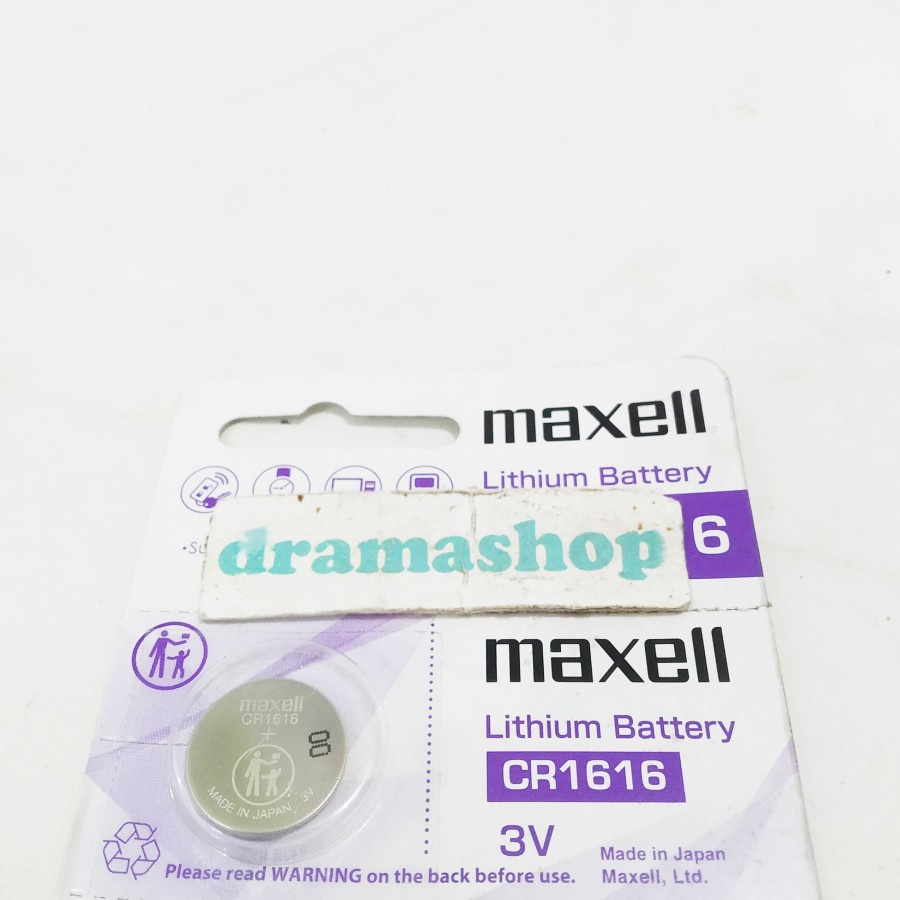 maxell
Lithium Battery
6
dramashop
maxell
Lithium Battery
CR1616
3V
Made in Japan
Maxell, Ltd.
maxell
CR1616
+
00
MADE IN JAPAN. 3V
Please read WARNING on the back before use.